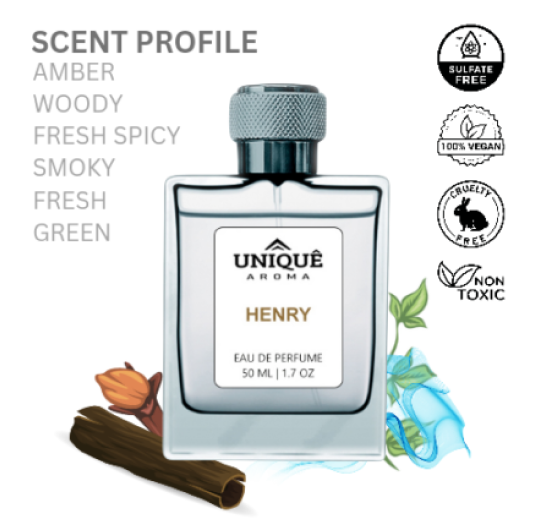 SCENT PROFILE
AMBER
WOODY
FRESH SPICY
SMOKY
FRESH
GREEN
SULFATE
FREE
100% VEGAN
CRUELTY
FREE
NON
TOXIC
UNIQUÊ
AROMA
HENRY
EAU DE PERFUME
50 ML | 1.7 OZ